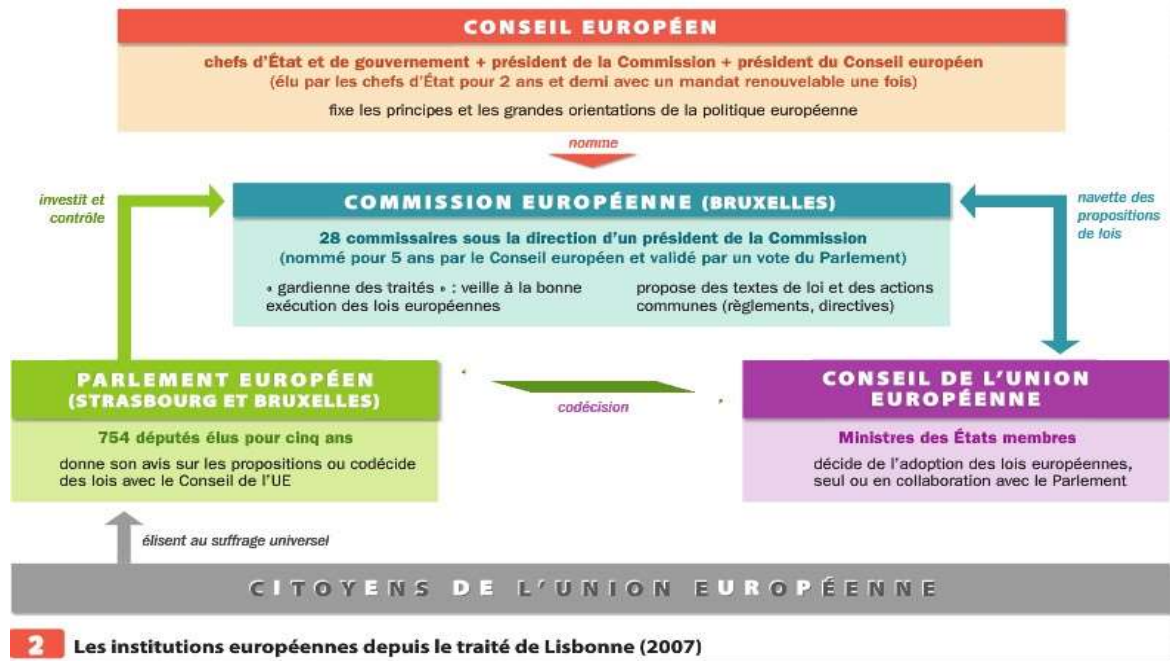 CONSEIL EUROPÉEN
chefs d'État et de gouvernement + président de la Commission + président du Conseil européen
(élu par les chefs d'État pour 2 ans et demi avec un mandat renouvelable une fois)
fixe les principes et les grandes orientations de la politique européenne
nomme
investit et
contrôle
COMMISSION EUROPÉENNE (BRUXELLES)
28 commissaires sous la direction d'un président de la Commission
(nommé pour 5 ans par le Conseil européen et validé par un vote du Parlement)
« gardienne des traités » : veille à la bonne
exécution des lois européennes
propose des textes de loi et des actions
communes (règlements, directives)
navette des
propositions
de lois
PARLEMENT EUROPÉEN
(STRASBOURG ET BRUXELLES)
754 députés élus pour cinq ans
donne son avis sur les propositions ou codécide
des lois avec le Conseil de l'UE
codécision
CONSEIL DE L'UNION
EUROPÉENNE
Ministres des États membres
décide de l'adoption des lois européennes,
seul ou en collaboration avec le Parlement
élisent au suffrage universel
CITOYENS DE L'UNION EUROPÉENNE
2 Les institutions européennes depuis le traité de Lisbonne (2007)